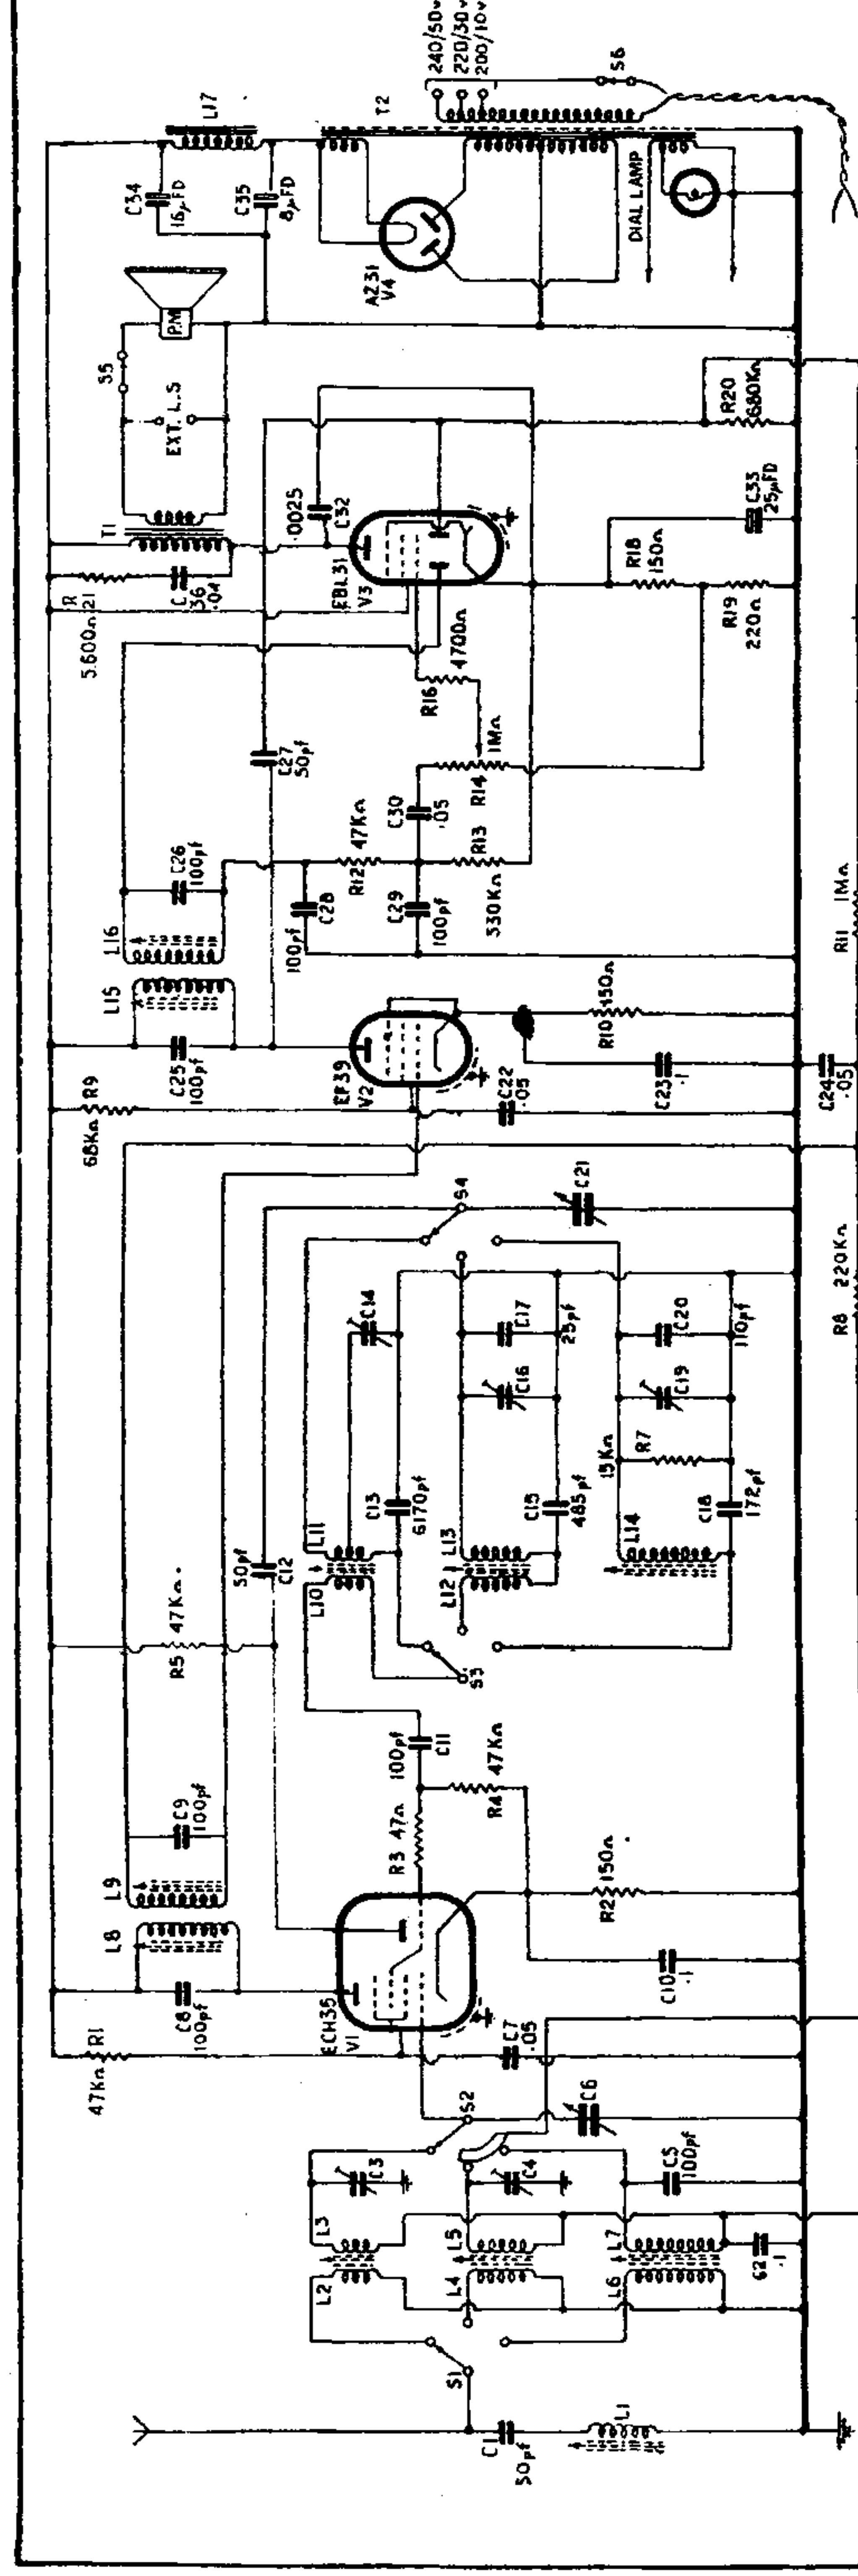 C1
50pf
L1
S1
L2
L3
C3
L4
L5
C4
L6
L7
C2
.1
C5
100pf
S2
C6
R1
47KΩ
C7
.05
ECH35
V1
L8
L9
C8
100pf
C9
100pf
R3 47Ω
C10
.1
R2 150Ω
R4
47KΩ
100pf
C11
R5 47KΩ
50pf
C12
S3
L10
L11
C13
6170pf
C14
L12
L13
C15
485pf
C16
C17
25pf
L14
15KΩ
R7
C18
172pf
C19
C20
110pf
S4
C21
R8 220KΩ
68KΩ
R9
EF39
V2
C22
.05
C23
.1
R10
150Ω
C24
.05
R11 1MΩ
L15
L16
C25
100pf
C26
100pf
100pf
C28
R12
47KΩ
C29
100pf
C30
.05
R13
330KΩ
R14
1MΩ
R16
4700Ω
C27
50pf
5,600Ω
R
21
C
36
.04
T1
EBL31
V3
.0025
C32
R18
150Ω
R19
220Ω
C33
25µFD
R20
680KΩ
EXT. L.S
S5
P.M
C34
16µFD
C35
8µFD
L17
AZ31
V4
T2
DIAL LAMP
240/50v
220/30v
200/10v
S6